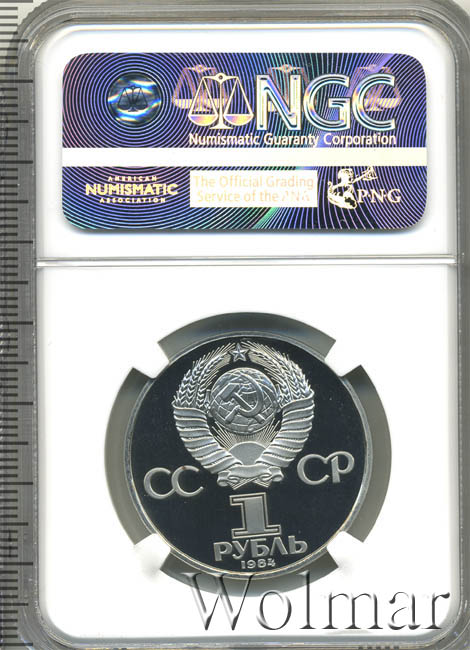 NGC
Numismatic Guaranty Corporation
AMERICAN
NUMISMATIC
ASSOCIATION
The Official Grading
Service of the ANA
PNG
СС СР
1
РУБЛЬ
1984
Wolmar